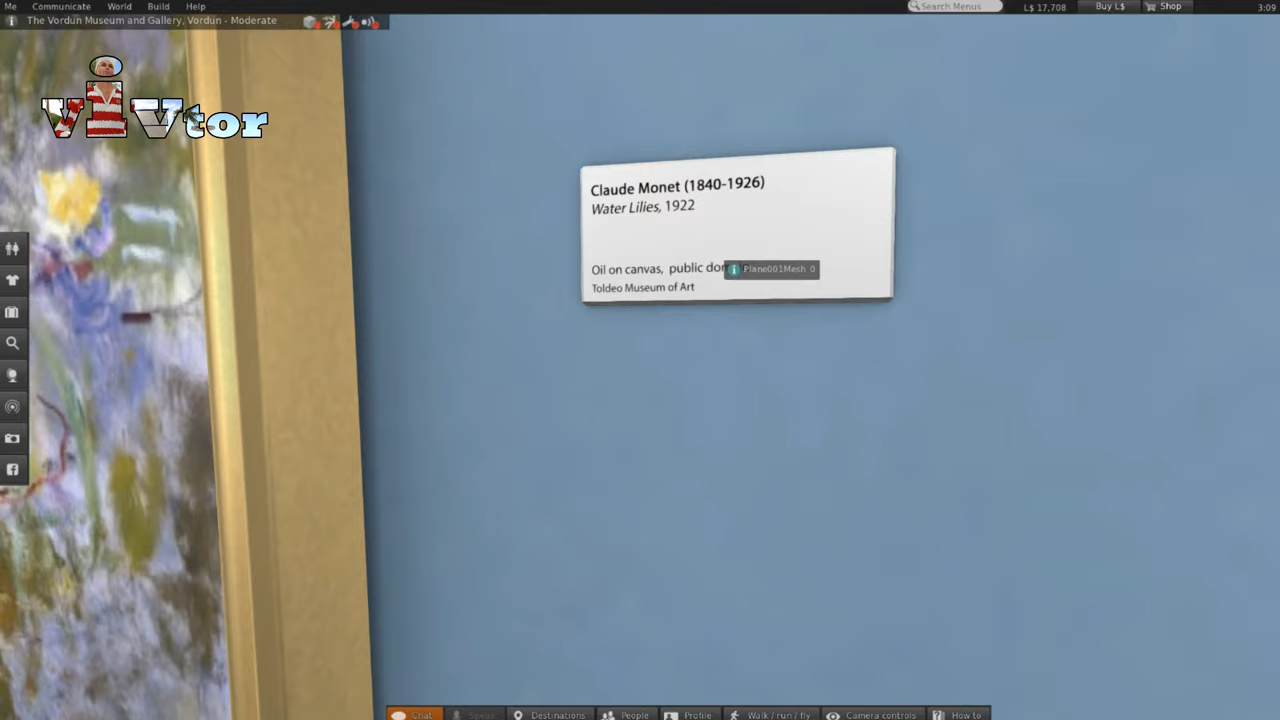 Me Communicate World Build Help Search Menus L$ 17,708 Buy L$ Shop 3:09
The Vordun Museum and Gallery, Vordun - Moderate
vivtor
Claude Monet (1840-1926)
Water Lilies, 1922
Oil on canvas, public
Plane001Mesh 0
Toldeo Museum of Art
Chat Speak Destinations People Profile Walk / run / fly Camera controls How to